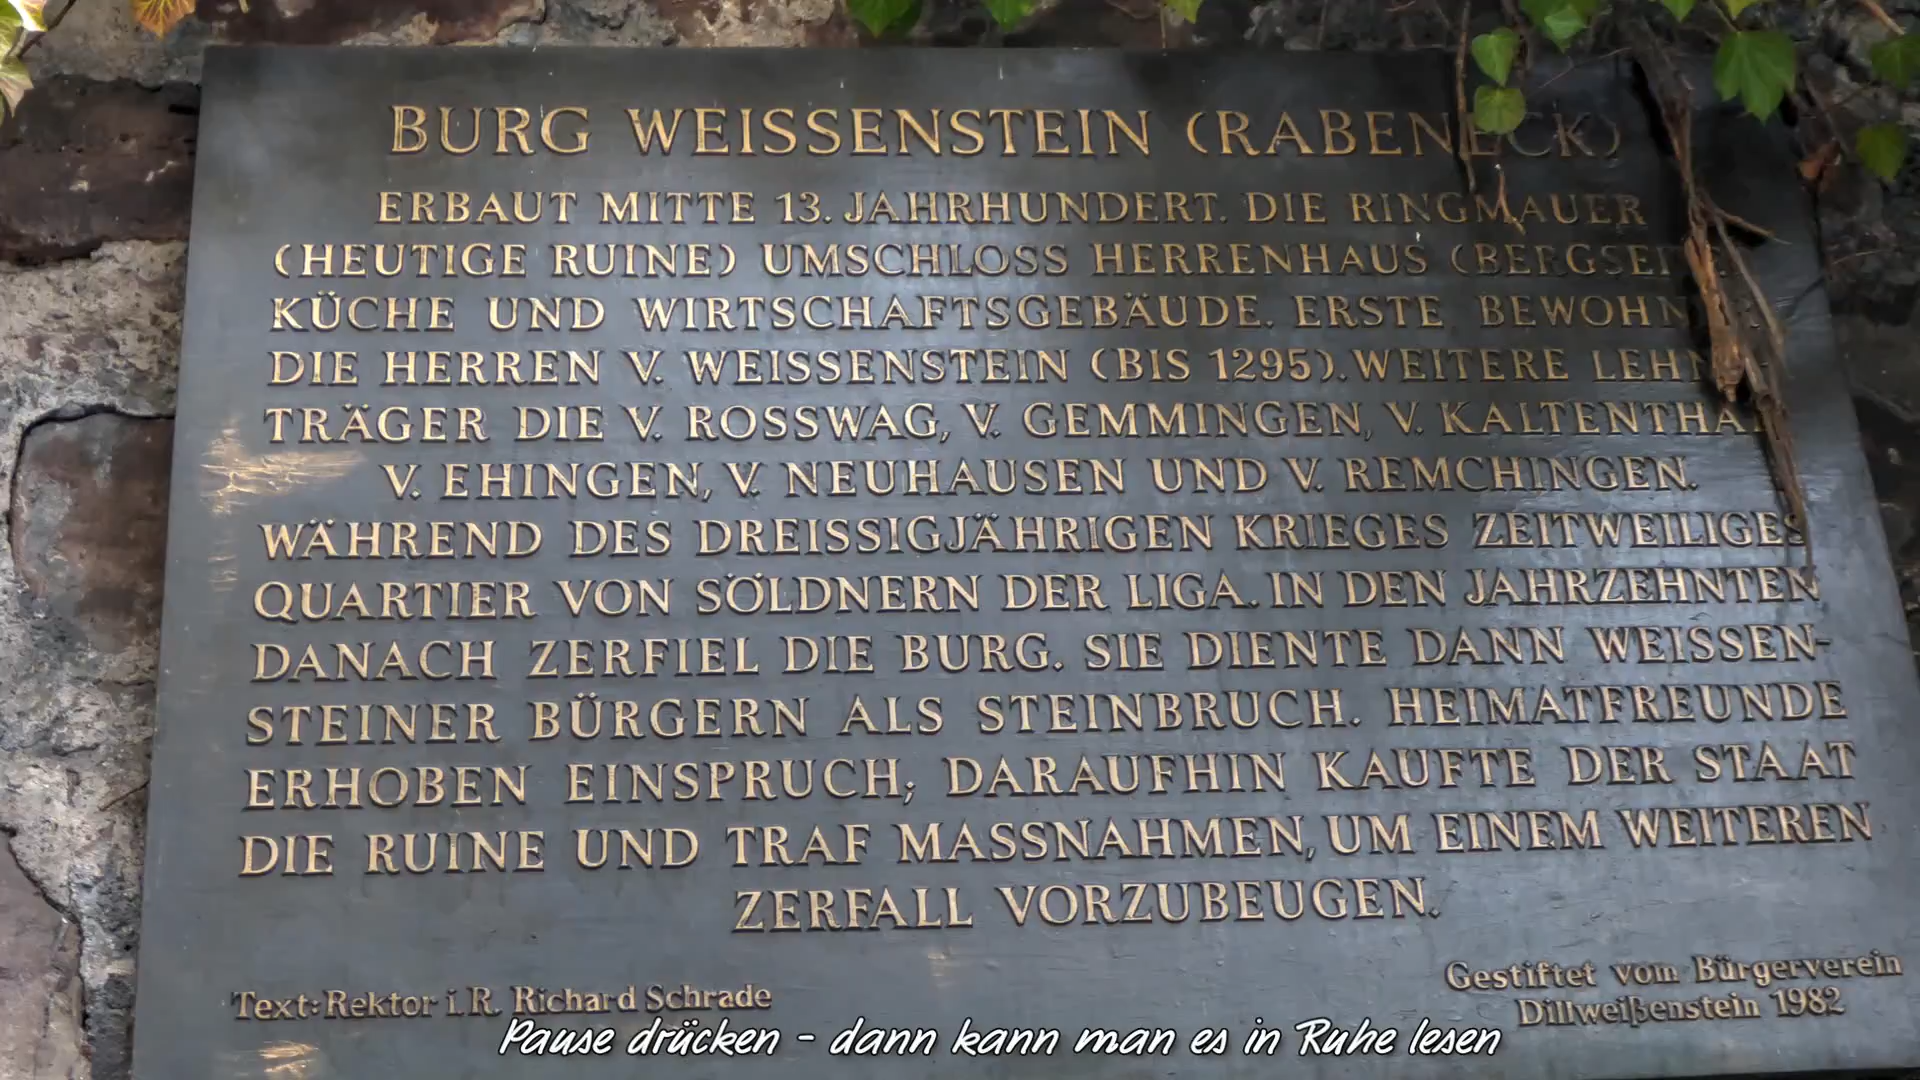 BURG WEISSENSTEIN (RABENECK)
ERBAUT MITTE 13. JAHRHUNDERT. DIE RINGMAUER
(HEUTIGE RUINE) UMSCHLOSS HERRENHAUS
KÜCHE UND WIRTSCHAFTSGEBÄUDE. ERSTE
DIE HERREN V. WEISSENSTEIN (BIS 1295). WEITERE
TRÄGER DIE V. ROSSWAG, V. GEMMINGEN, V. KALTENTHAL
V. EHINGEN, V. NEUHAUSEN UND V. REMCHINGEN.
WÄHREND DES DREISSIGJÄHRIGEN KRIEGES ZEITWEILIGES
QUARTIER VON SÖLDNERN DER LIGA. IN DEN JAHRZEHNTEN
DANACH ZERFIEL DIE BURG. SIE DIENTE DANN WEISSEN-
STEINER BÜRGERN ALS STEINBRUCH. HEIMATFREUNDE
ERHOBEN EINSPRUCH; DARAUFHIN KAUFTE DER STAAT
DIE RUINE UND TRAF MASSNAHMEN, UM EINEM WEITEREN
ZERFALL VORZUBEUGEN.
Text: Rektor i. R. Richard Schrade
Gestiftet vom Bürgerverein
Dillweißenstein 1982
Pause drücken - dann kann man es in Ruhe lesen